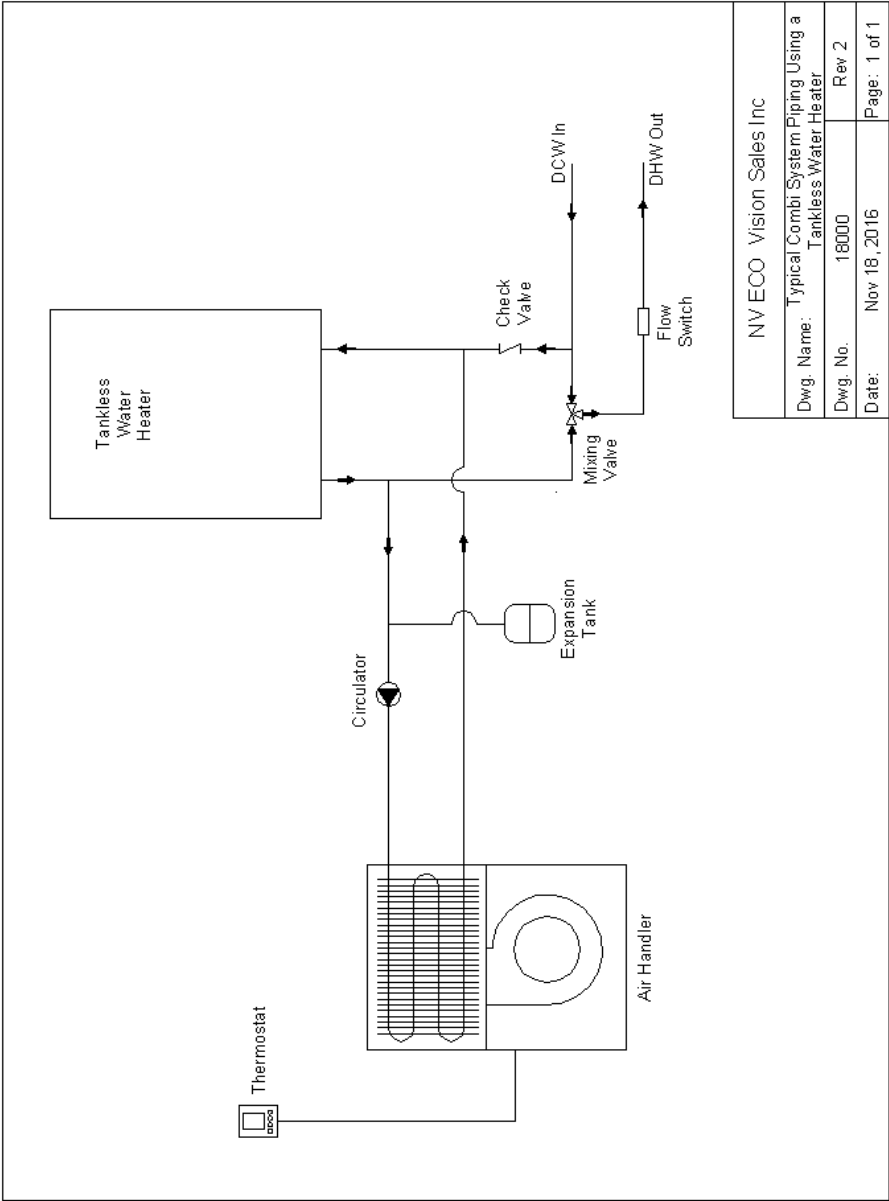 Tankless
Water
Heater
Thermostat
Circulator
Check
Valve
DCW In
DHW Out
Mixing
Valve
Flow
Switch
Expansion
Tank
Air Handler
NV ECO Vision Sales Inc
Dwg. Name: Typical Combi System Piping Using a
Tankless Water Heater
Dwg. No. 18000 Rev 2
Date: Nov 18, 2016 Page: 1 of 1